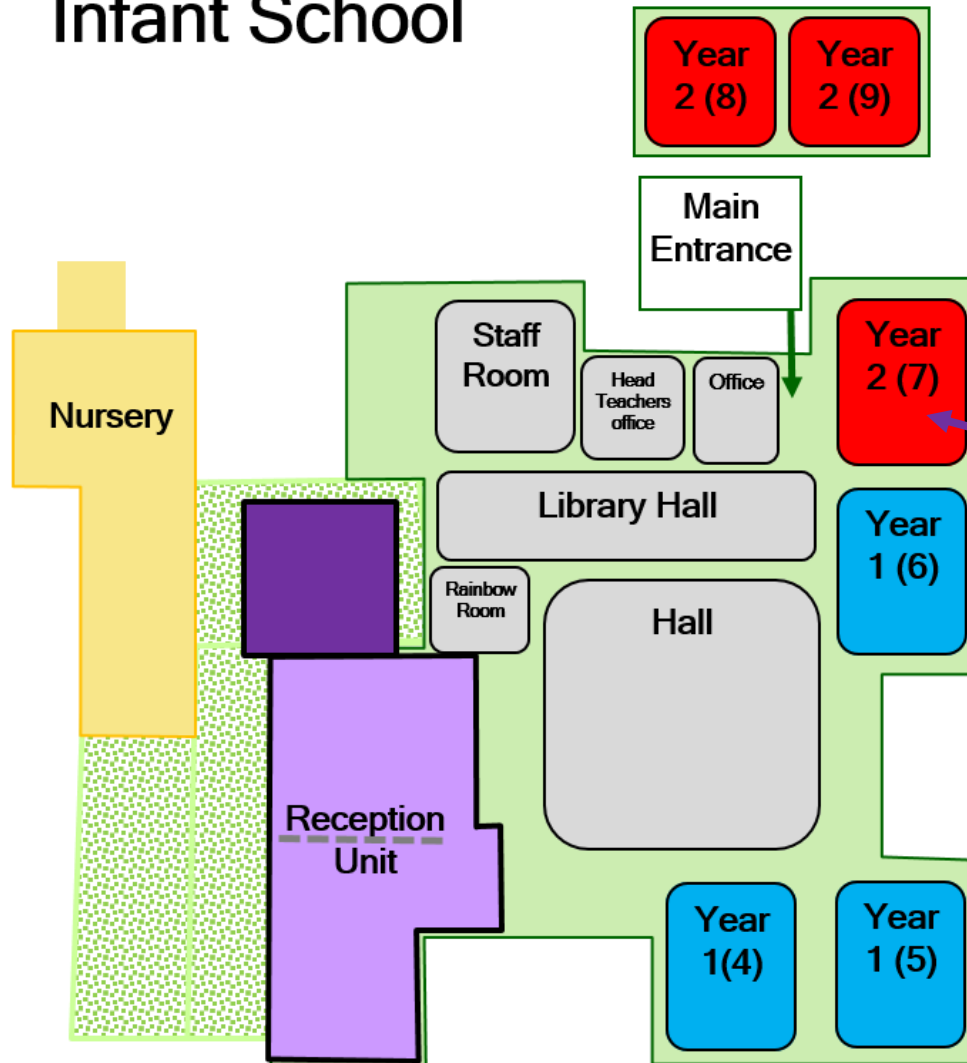 Infant School
Year
2 (8)
Year
2 (9)
Main
Entrance
Staff
Room
Head
Teachers
office
Office
Year
2 (7)
Nursery
Library Hall
Year
1 (6)
Rainbow
Room
Hall
Reception
Unit
Year
1(4)
Year
1 (5)